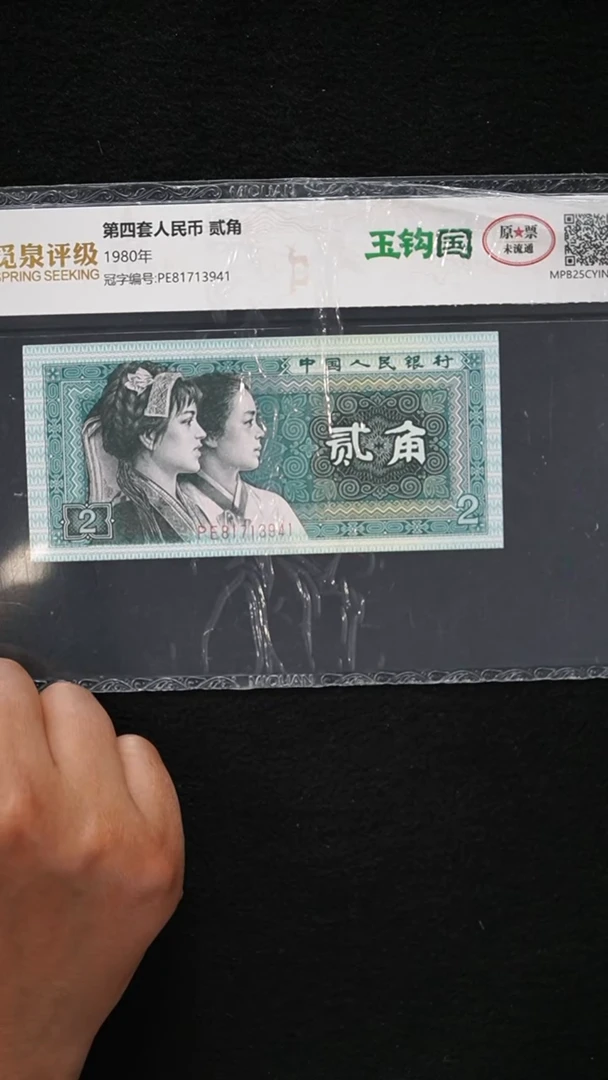 觅泉评级
SPRING SEEKING
第四套人民币 贰角
1980年
冠字编号:PE81713941
玉钩国
原★票
未流通
MPB25CYIN
中国人民银行
贰角
2
2
PE81713941
MIQUAN